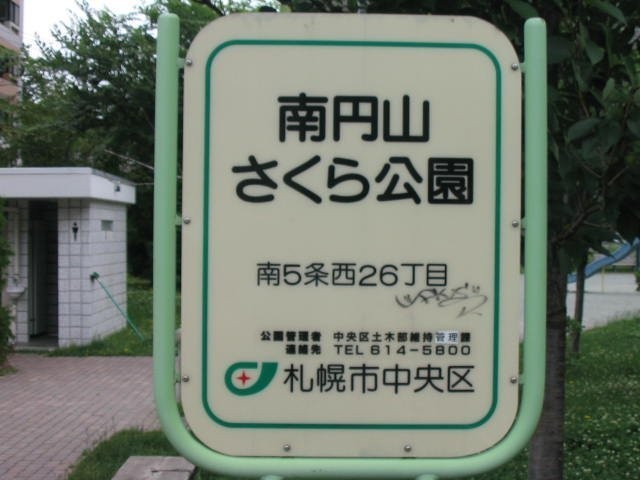 南円山
さくら公園
南5条西26丁目
公園管理者 中央区土木部維持管理課
連絡先 TEL 614-5800
札幌市中央区